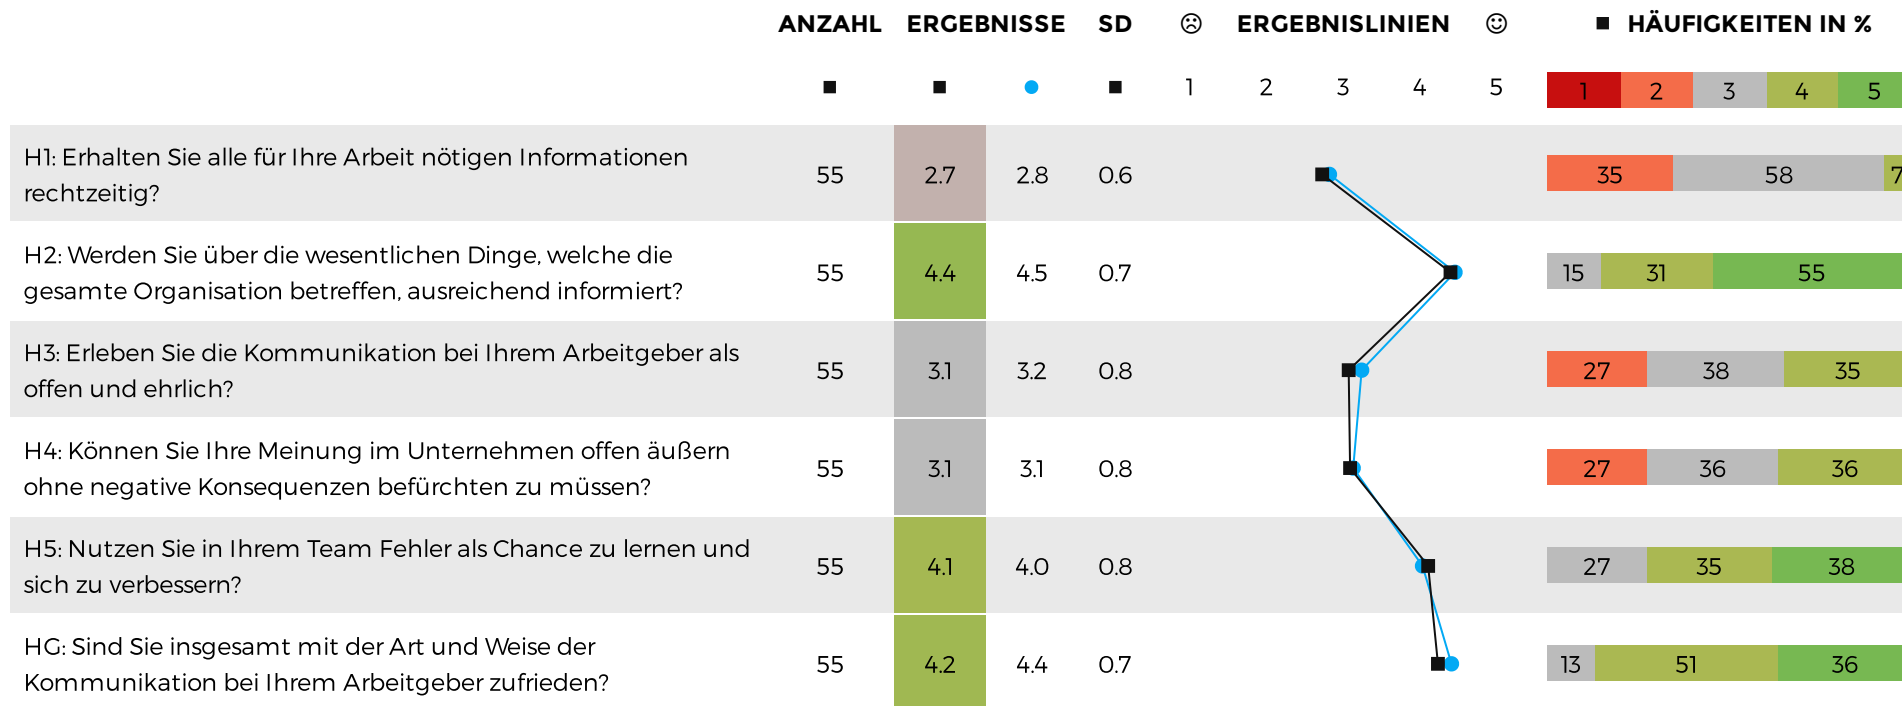 ANZAHL ERGEBNISSE SD ☹ ERGEBNISLINIEN ☺ ■ HÄUFIGKEITEN IN %
■ ■ ● ■ 1 2 3 4 5 1 2 3 4 5
H1: Erhalten Sie alle für Ihre Arbeit nötigen Informationen
rechtzeitig?
55 2.7 2.8 0.6 35 58 7
H2: Werden Sie über die wesentlichen Dinge, welche die
gesamte Organisation betreffen, ausreichend informiert?
55 4.4 4.5 0.7 15 31 55
H3: Erleben Sie die Kommunikation bei Ihrem Arbeitgeber als
offen und ehrlich?
55 3.1 3.2 0.8 27 38 35
H4: Können Sie Ihre Meinung im Unternehmen offen äußern
ohne negative Konsequenzen befürchten zu müssen?
55 3.1 3.1 0.8 27 36 36
H5: Nutzen Sie in Ihrem Team Fehler als Chance zu lernen und
sich zu verbessern?
55 4.1 4.0 0.8 27 35 38
HG: Sind Sie insgesamt mit der Art und Weise der
Kommunikation bei Ihrem Arbeitgeber zufrieden?
55 4.2 4.4 0.7 13 51 36